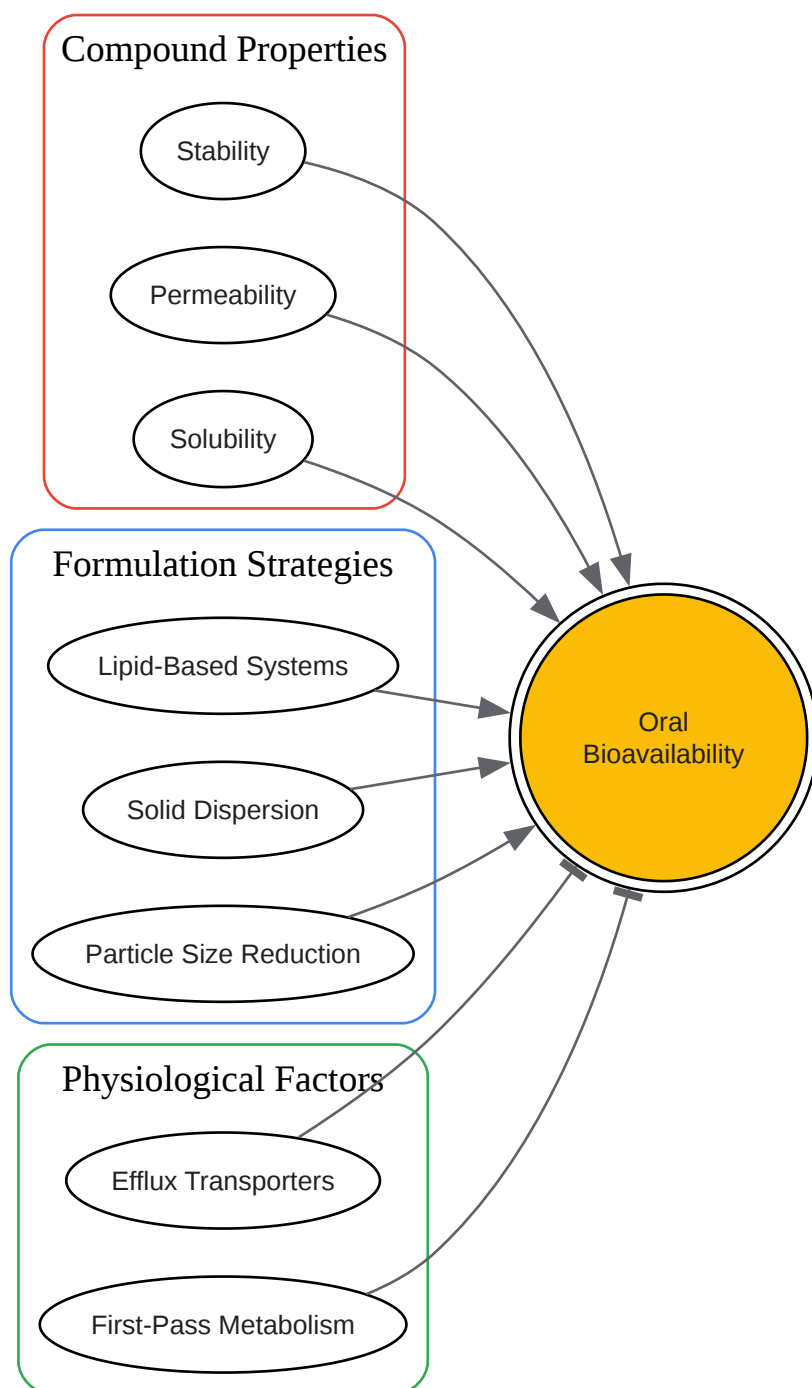 Compound Properties
Stability
Permeability
Solubility
Formulation Strategies
Lipid-Based Systems
Solid Dispersion
Particle Size Reduction
Oral
Bioavailability
Physiological Factors
Efflux Transporters
First-Pass Metabolism